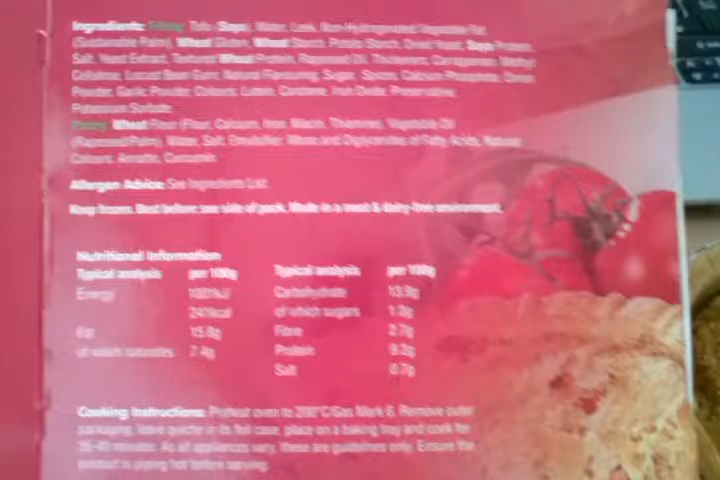 Ingredients: Filling: Tofu (Soya), Water, Leek, Non-Hydrogenated Vegetable Fat
(Sustainable Palm), Wheat Gluten, Wheat Starch, Potato Starch, Dried Yeast, Soya Protein,
Salt, Yeast Extract, Textured Wheat Protein, Rapeseed Oil, Thickeners: Carrageenan, Methyl
Cellulose, Locust Bean Gum, Natural Flavouring, Sugar, Spices, Calcium Phosphate, Onion
Powder, Garlic Powder, Colours: Lutein, Iron Oxide, Preservative:
Potassium Sorbate.
Pastry: Wheat Flour (Flour, Calcium, Iron, Niacin, Thiamine), Vegetable Oil
(Rapeseed/Palm), Water, Salt, Emulsifier: Mono and Diglycerides of Fatty Acids, Natural
Colours: Annatto, Curcumin.
Allergen Advice: See Ingredients List
Keep frozen. Best before see side of pack. Made in a meat & dairy-free environment.
Nutritional Information
Typical analysis per 100g Typical analysis per 100g
Energy Carbohydrate
241kcal of which sugars
Fat 15.8g Fibre 2.7g
of which saturates 7.4g Protein 9.2g
Salt 0.7g
Cooking Instructions: Preheat oven to 200°C/Gas Mark 6. Remove outer
packaging, leave quiche in its foil case, place on a baking tray and cook for
35-40 minutes. As all appliances vary, these are guidelines only. Ensure the
product is piping hot before serving.